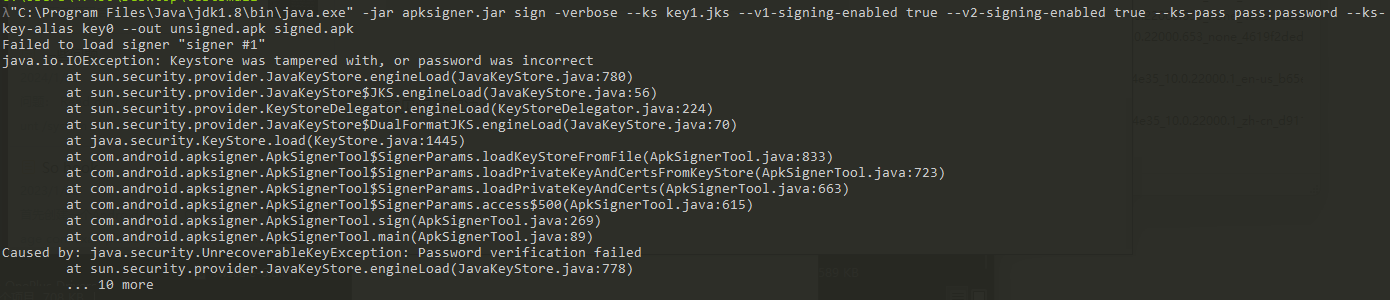 λ"C:\Program Files\Java\jdk1.8\bin\java.exe" -jar apksigner.jar sign -verbose --ks key1.jks --v1-signing-enabled true --v2-signing-enabled true --ks-pass pass:password --ks-
key-alias key0 --out unsigned.apk signed.apk
Failed to load signer "signer #1"
java.io.IOException: Keystore was tampered with, or password was incorrect
        at sun.security.provider.JavaKeyStore.engineLoad(JavaKeyStore.java:780)
        at sun.security.provider.JavaKeyStore$JKS.engineLoad(JavaKeyStore.java:56)
        at sun.security.provider.KeyStoreDelegator.engineLoad(KeyStoreDelegator.java:224)
        at sun.security.provider.JavaKeyStore$DualFormatJKS.engineLoad(JavaKeyStore.java:70)
        at java.security.KeyStore.load(KeyStore.java:1445)
        at com.android.apksigner.ApkSignerTool$SignerParams.loadKeyStoreFromFile(ApkSignerTool.java:833)
        at com.android.apksigner.ApkSignerTool$SignerParams.loadPrivateKeyAndCertsFromKeyStore(ApkSignerTool.java:723)
        at com.android.apksigner.ApkSignerTool$SignerParams.loadPrivateKeyAndCerts(ApkSignerTool.java:663)
        at com.android.apksigner.ApkSignerTool$SignerParams.access$500(ApkSignerTool.java:615)
        at com.android.apksigner.ApkSignerTool.sign(ApkSignerTool.java:269)
        at com.android.apksigner.ApkSignerTool.main(ApkSignerTool.java:89)
Caused by: java.security.UnrecoverableKeyException: Password verification failed
        at sun.security.provider.JavaKeyStore.engineLoad(JavaKeyStore.java:778)
        ... 10 more